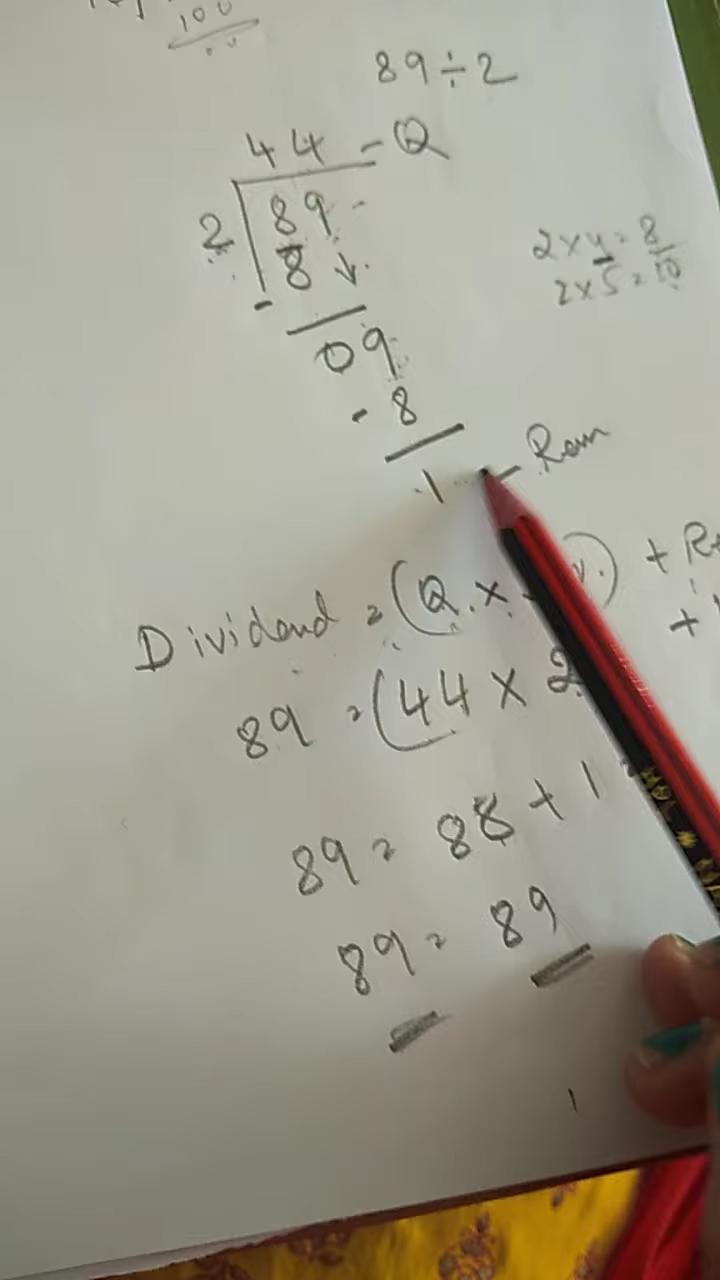 100
89÷2
44 - Q
2 89
8 ↓
2×4=8
2×5=10
09
- 8
1 - Rem
Dividend = (Q × v.) + R
89 = (44 × 2 +
89 = 88 + 1
89 = 89